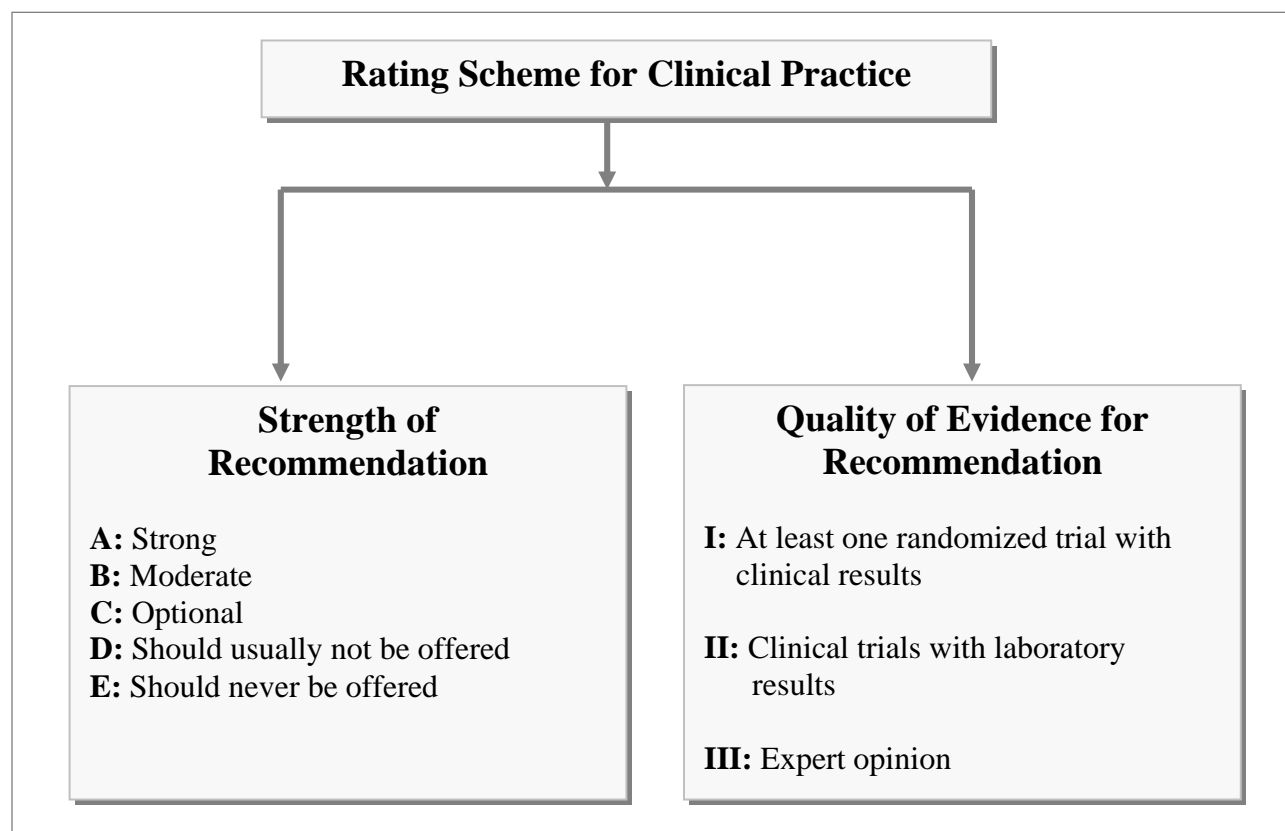 Rating Scheme for Clinical Practice
Strength of
Recommendation
A: Strong
B: Moderate
C: Optional
D: Should usually not be offered
E: Should never be offered
Quality of Evidence for
Recommendation
I: At least one randomized trial with
clinical results
II: Clinical trials with laboratory
results
III: Expert opinion